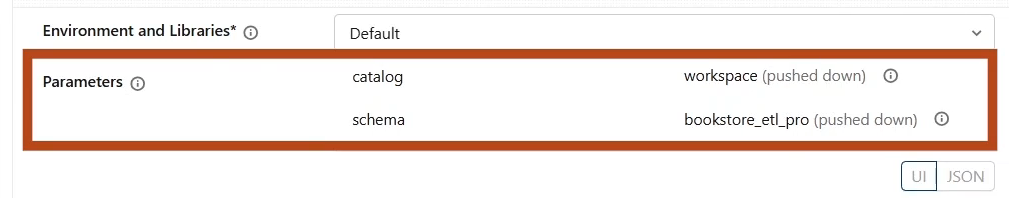 Environment and Libraries*
Default
Parameters
catalog workspace (pushed down)
schema bookstore_etl_pro (pushed down)
UI JSON